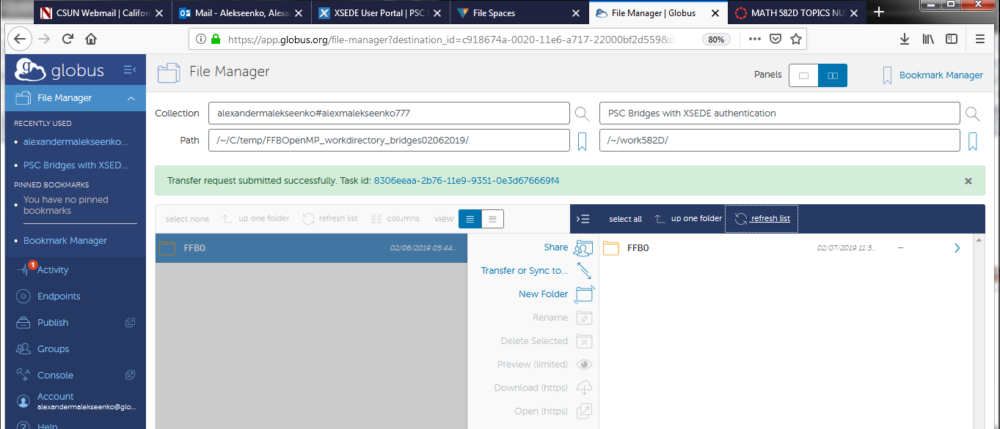 CSUN Webmail | Califor
Mail - Alekseenko, Alexa
XSEDE User Portal | PSC
File Spaces
File Manager | Globus
MATH 582D TOPICS NU
https://app.globus.org/file-manager?destination_id=c918674a-0020-11e6-a717-22000bf2d559&d
80%
globus
File Manager
Panels
Bookmark Manager
File Manager
Collection
alexandermalekseenko#alexmalekseenko777
PSC Bridges with XSEDE authentication
Path
/~/C/temp/FFBOpenMP_workdirectory_bridges02062019/
/~/work582D/
RECENTLY USED
alexandermalekseenko...
PSC Bridges with XSED...
PINNED BOOKMARKS
You have no pinned
bookmarks
Bookmark Manager
Transfer request submitted successfully. Task id: 8306eeaa-2b76-11e9-9351-0e3d676669f4
select none
up one folder
refresh list
columns
view
select all
up one folder
refresh list
FFB0
02/06/2019 05:44...
FFB0
02/07/2019 11:5...
–
Share
Transfer or Sync to...
New Folder
Rename
Delete Selected
Preview (limited)
Download (https)
Open (https)
1
Activity
Endpoints
Publish
Groups
Console
Account
alexandermalekseenko@glo...
Help